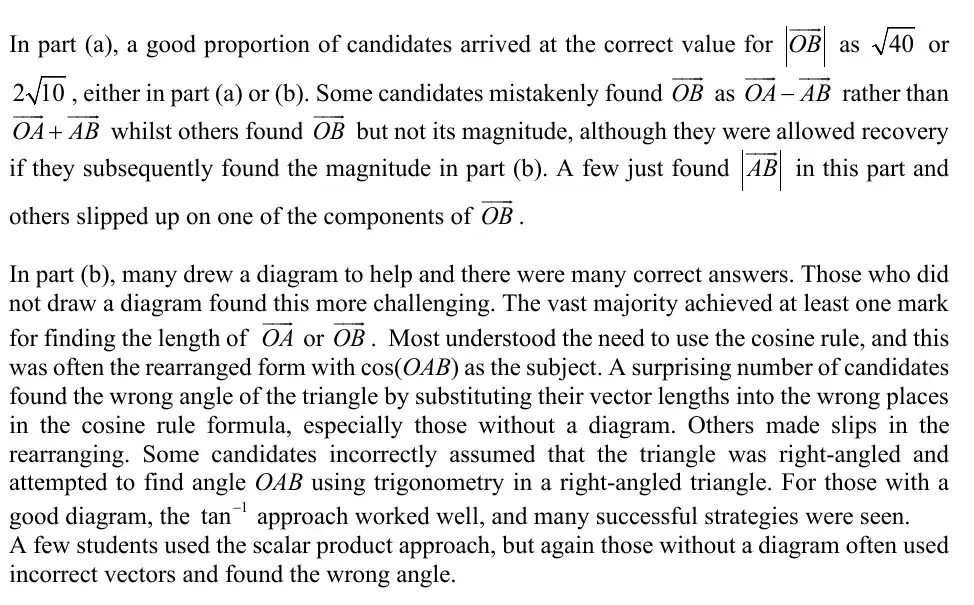 In part (a), a good proportion of candidates arrived at the correct value for |$\overrightarrow{OB}$| as √40 or
2√10 , either in part (a) or (b). Some candidates mistakenly found $\overrightarrow{OB}$ as $\overrightarrow{OA}$ − $\overrightarrow{AB}$ rather than
$\overrightarrow{OA}$ + $\overrightarrow{AB}$ whilst others found $\overrightarrow{OB}$ but not its magnitude, although they were allowed recovery
if they subsequently found the magnitude in part (b). A few just found |$\overrightarrow{AB}$| in this part and
others slipped up on one of the components of $\overrightarrow{OB}$ .
In part (b), many drew a diagram to help and there were many correct answers. Those who did
not draw a diagram found this more challenging. The vast majority achieved at least one mark
for finding the length of $\overrightarrow{OA}$ or $\overrightarrow{OB}$ . Most understood the need to use the cosine rule, and this
was often the rearranged form with cos(OAB) as the subject. A surprising number of candidates
found the wrong angle of the triangle by substituting their vector lengths into the wrong places
in the cosine rule formula, especially those without a diagram. Others made slips in the
rearranging. Some candidates incorrectly assumed that the triangle was right-angled and
attempted to find angle OAB using trigonometry in a right-angled triangle. For those with a
good diagram, the tan⁻¹ approach worked well, and many successful strategies were seen.
A few students used the scalar product approach, but again those without a diagram often used
incorrect vectors and found the wrong angle.